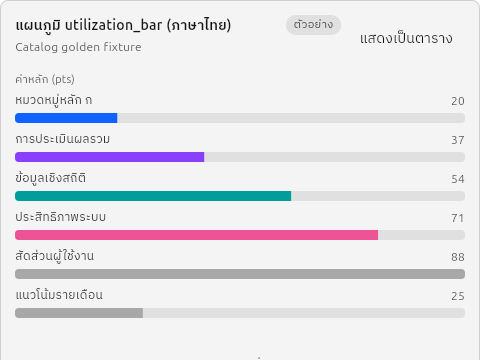 แผนภูมิ utilization_bar (ภาษาไทย)
ตัวอย่าง
แสดงเป็นตาราง
Catalog golden fixture
ค่าหลัก (pts)
หมวดหมู่หลัก ก 20
การประเมินผลรวม 37
ข้อมูลเชิงสถิติ 54
ประสิทธิภาพระบบ 71
สัดส่วนผู้ใช้งาน 88
แนวโน้มรายเดือน 25